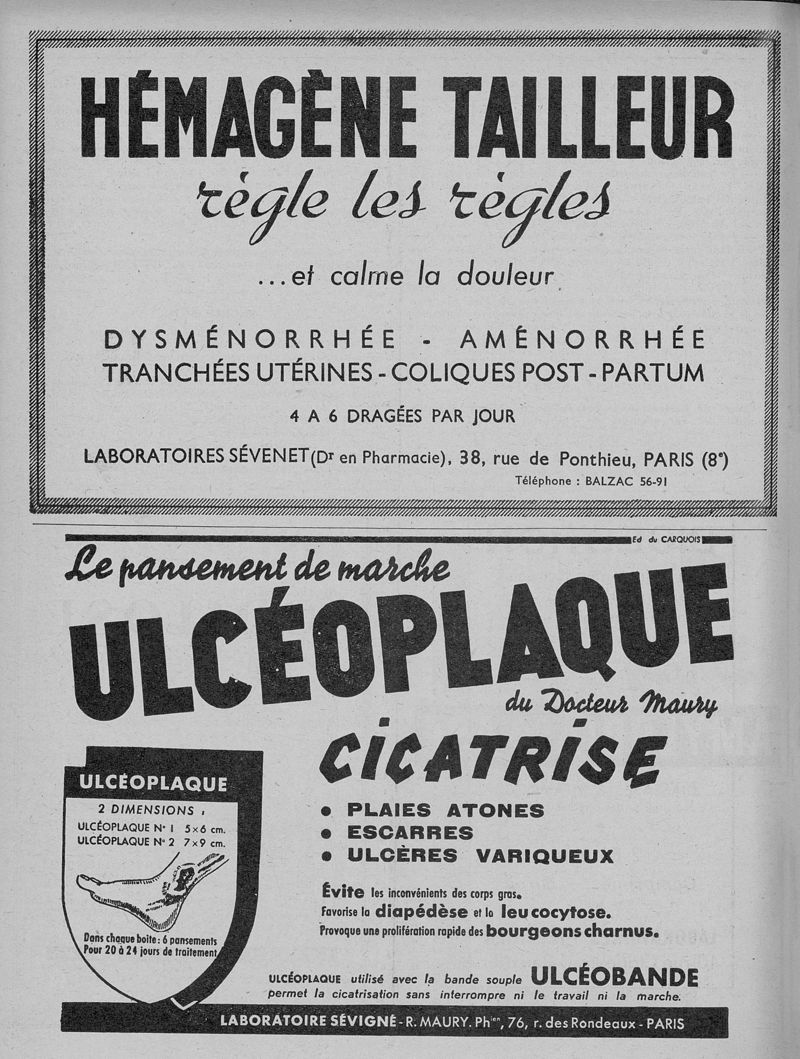 HÉMAGÈNE TAILLEUR
règle les règles
...et calme la douleur
DYSMÉNORRHÉE - AMÉNORRHÉE
TRANCHÉES UTÉRINES - COLIQUES POST - PARTUM
4 A 6 DRAGÉES PAR JOUR
LABORATOIRES SÉVENET (Dr en Pharmacie), 38, rue de Ponthieu, PARIS (8e)
Téléphone : BALZAC 56-91
Ed du CARQUOIS
Le pansement de marche
ULCÉOPLAQUE
du Docteur Maury
CICATRISE
• PLAIES ATONES
• ESCARRES
• ULCÈRES VARIQUEUX
Évite les inconvénients des corps gras.
Favorise la diapédèse et la leucocytose.
Provoque une prolifération rapide des bourgeons charnus.
ULCÉOPLAQUE
2 DIMENSIONS :
ULCÉOPLAQUE No 1 5×6 cm.
ULCÉOPLAQUE No 2 7×9 cm.
Dans chaque boite : 6 pansements
Pour 20 à 24 jours de traitement
ULCÉOPLAQUE utilisé avec la bande souple ULCÉOBANDE
permet la cicatrisation sans interrompre ni le travail ni la marche.
LABORATOIRE SÉVIGNÉ - R. MAURY. Phien, 76, r. des Rondeaux - PARIS